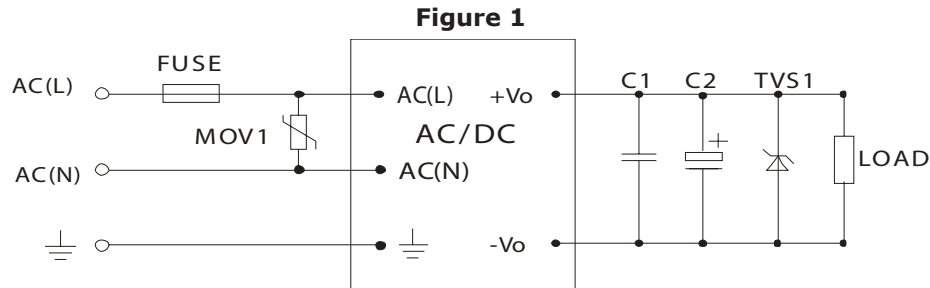 Figure 1
FUSE
C1 C2 TVS1
AC(L) AC(L) +Vo
MOV1 AC/DC + LOAD
AC(N) AC(N)
-Vo